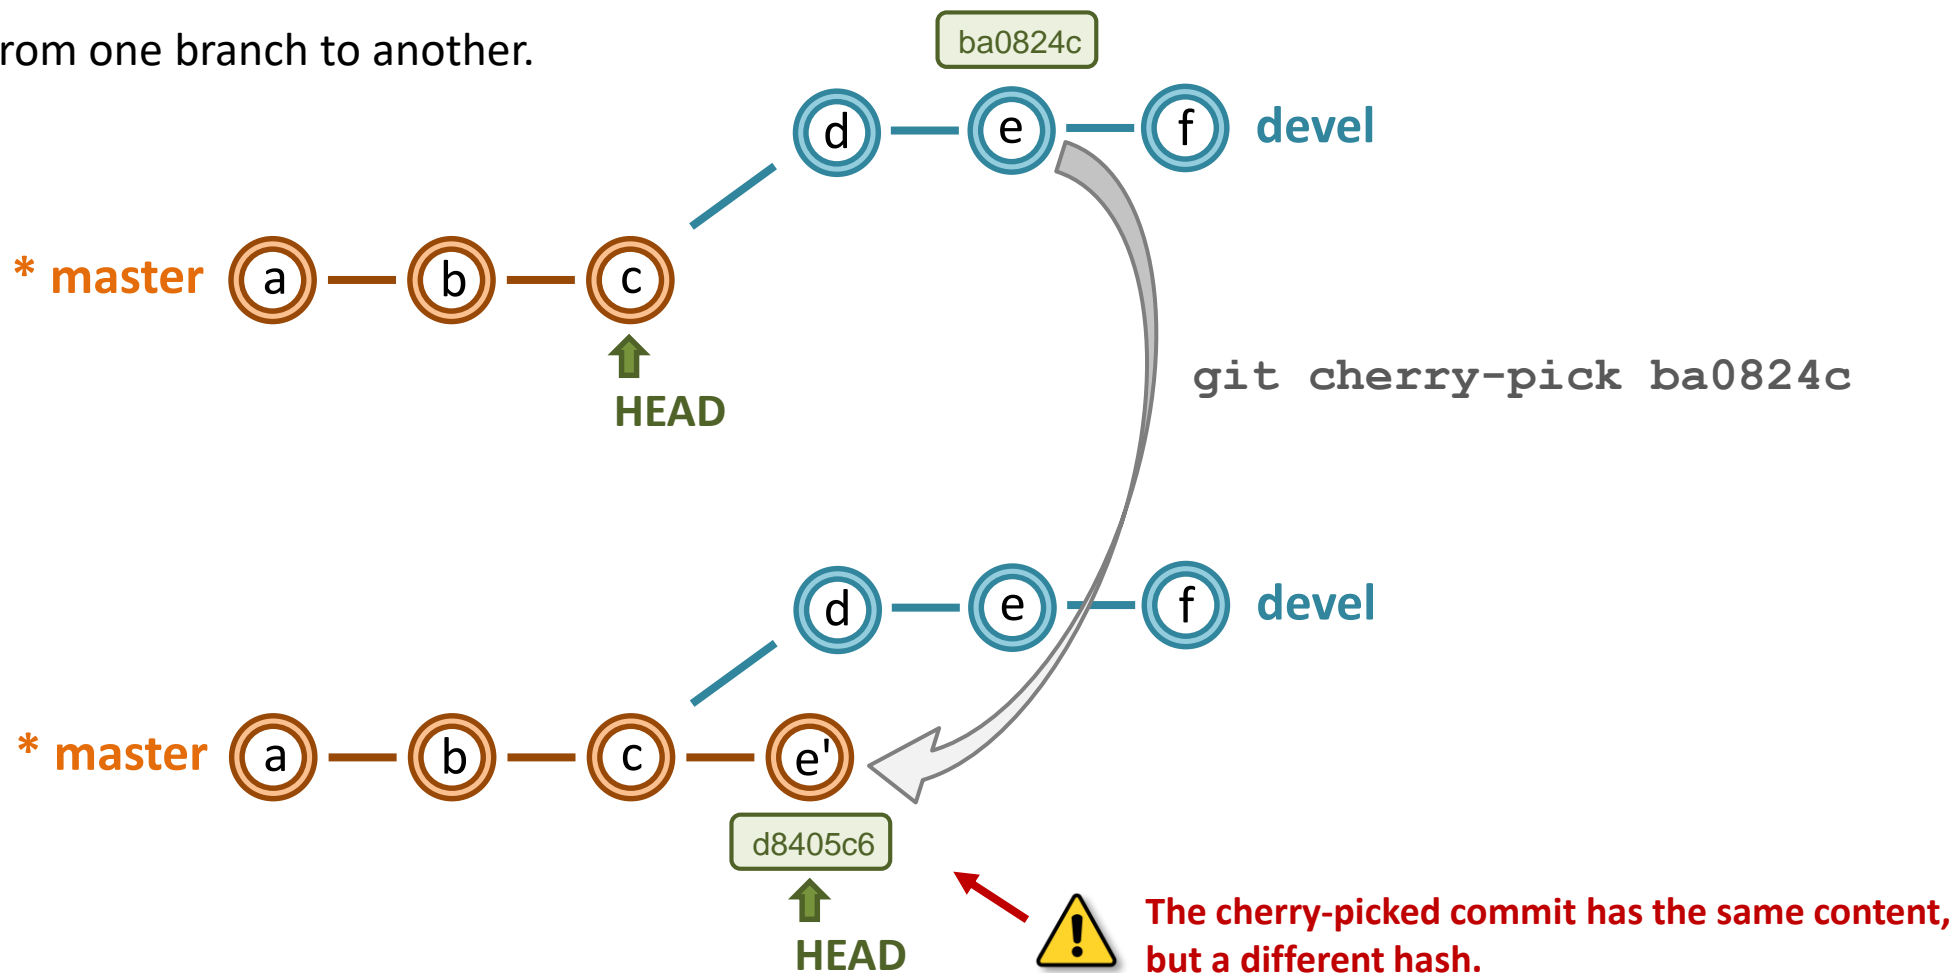 rom one branch to another.
ba0824c
d e f devel
* master a b c
HEAD
git cherry-pick ba0824c
d e f devel
* master a b c e'
d8405c6
HEAD
The cherry-picked commit has the same content,
but a different hash.